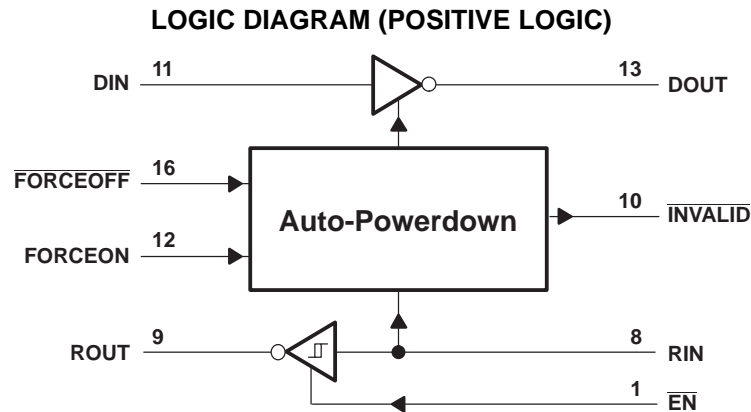 LOGIC DIAGRAM (POSITIVE LOGIC)
DIN 11 13 DOUT
FORCEOFF 16
Auto-Powerdown
10 INVALID
FORCEON 12
ROUT 9 8 RIN
1 EN